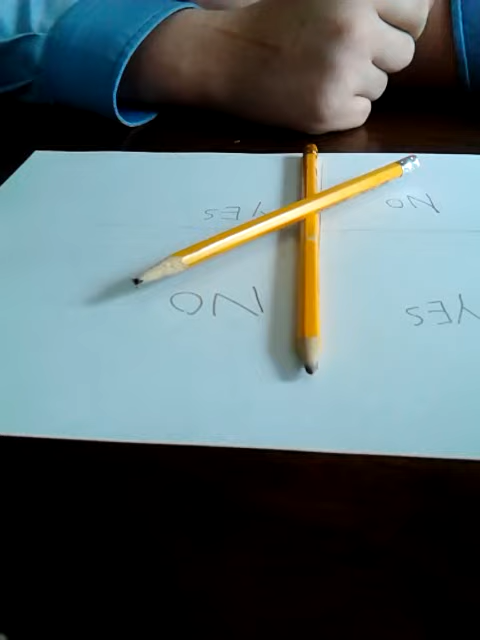 NO YES
YES NO